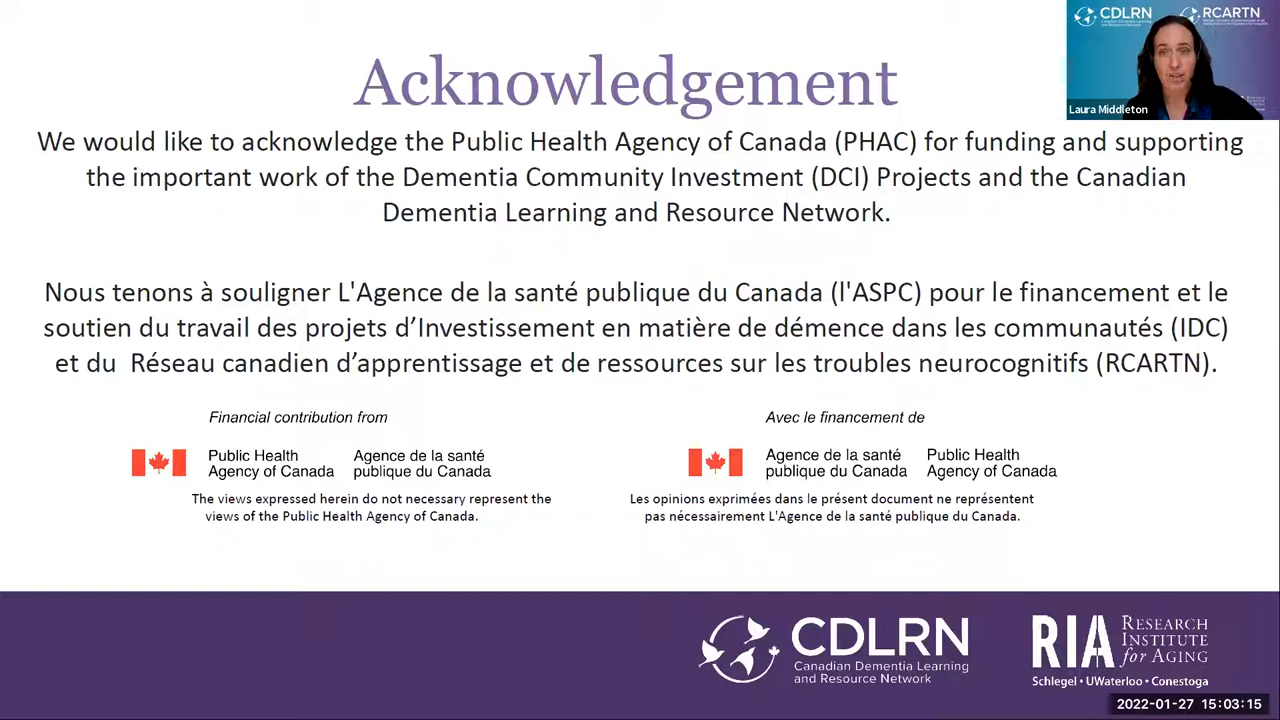 CDLRN
RCARTN
Laura Middleton
Acknowledgement
We would like to acknowledge the Public Health Agency of Canada (PHAC) for funding and supporting
the important work of the Dementia Community Investment (DCI) Projects and the Canadian
Dementia Learning and Resource Network.
Nous tenons à souligner L'Agence de la santé publique du Canada (l'ASPC) pour le financement et le
soutien du travail des projets d’Investissement en matière de démence dans les communautés (IDC)
et du Réseau canadien d’apprentissage et de ressources sur les troubles neurocognitifs (RCARTN).
Financial contribution from
Public Health
Agency of Canada
Agence de la santé
publique du Canada
The views expressed herein do not necessary represent the
views of the Public Health Agency of Canada.
Avec le financement de
Agence de la santé
publique du Canada
Public Health
Agency of Canada
Les opinions exprimées dans le présent document ne représentent
pas nécessairement L'Agence de la santé publique du Canada.
CDLRN
Canadian Dementia Learning
and Resource Network
RIA
RESEARCH
INSTITUTE
for AGING
Schlegel • UWaterloo • Conestoga
2022-01-27 15:03:15